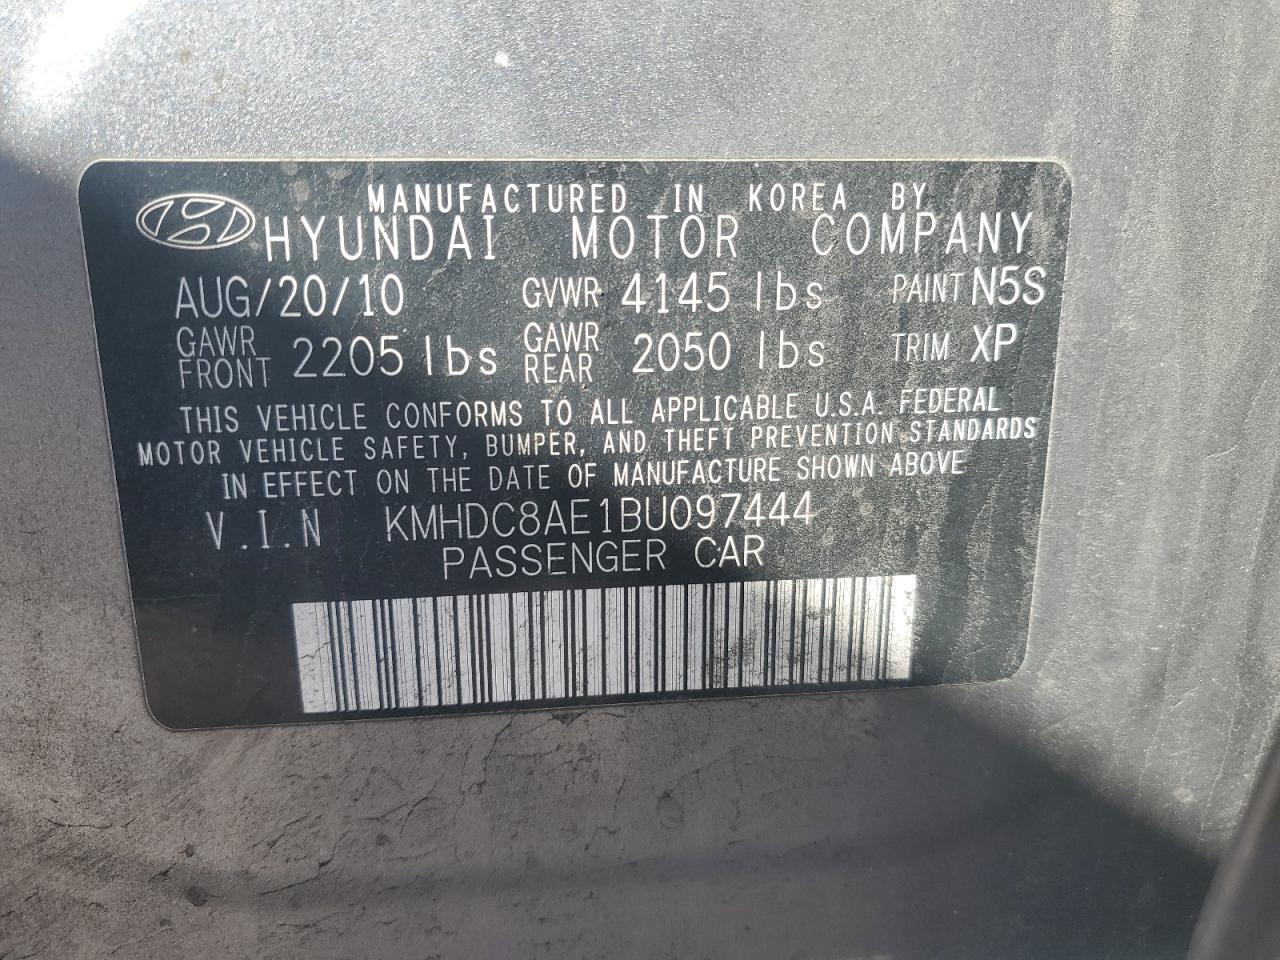 MANUFACTURED IN KOREA BY
HYUNDAI MOTOR COMPANY
AUG/20/10 GVWR 4145 lbs PAINT N5S
GAWR FRONT 2205 lbs GAWR REAR 2050 lbs TRIM XP
THIS VEHICLE CONFORMS TO ALL APPLICABLE U.S.A. FEDERAL
MOTOR VEHICLE SAFETY, BUMPER, AND THEFT PREVENTION STANDARDS
IN EFFECT ON THE DATE OF MANUFACTURE SHOWN ABOVE
V.I.N KMHDC8AE1BU097444
PASSENGER CAR